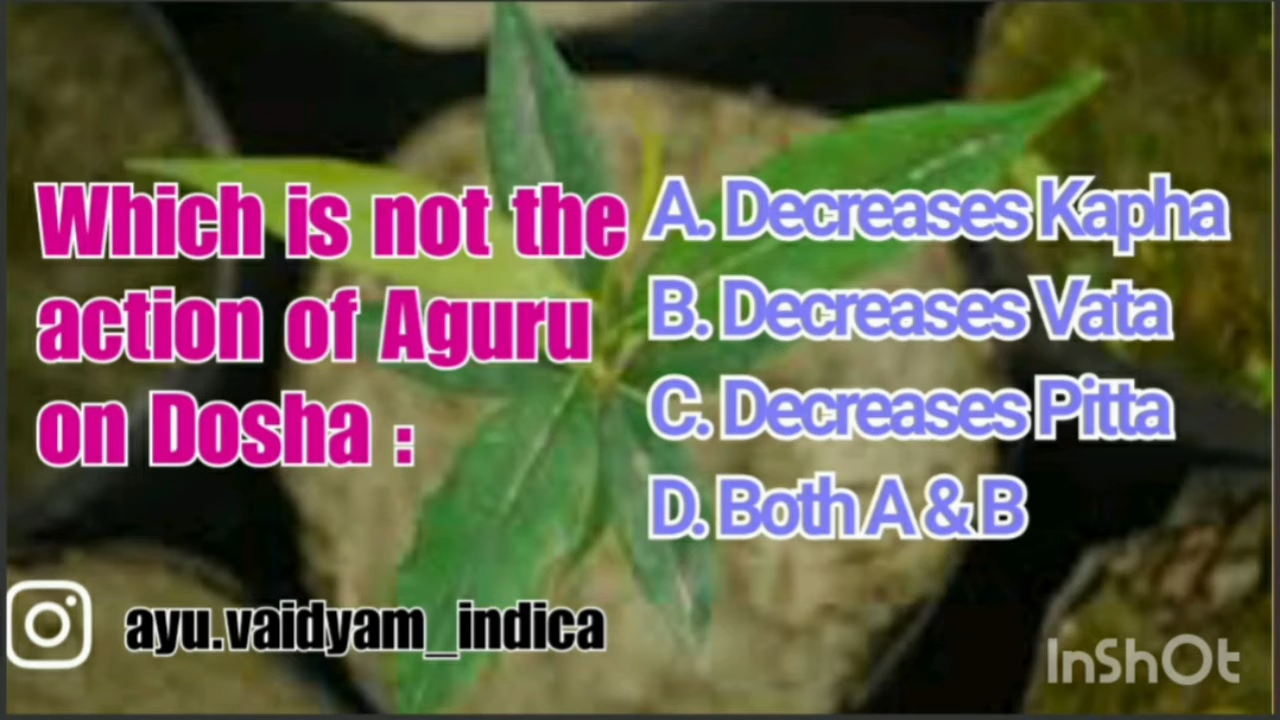 Which is not the
action of Aguru
on Dosha :
A. Decreases Kapha
B. Decreases Vata
C. Decreases Pitta
D. Both A & B
ayu.vaidyam_indica
InShOt